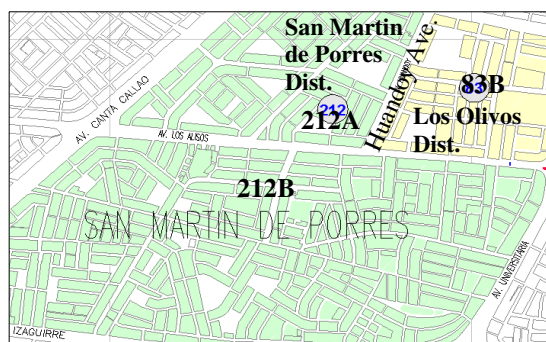 San Martin
de Porres
Dist.
Huandoy Ave.
83B
212
212A
Los Olivos
Dist.
AV. CANTA CALLAO
AV. LOS ALISOS
212B
SAN MARTIN DE PORRES
AV. UNIVERSITARIA
IZAGUIRRE